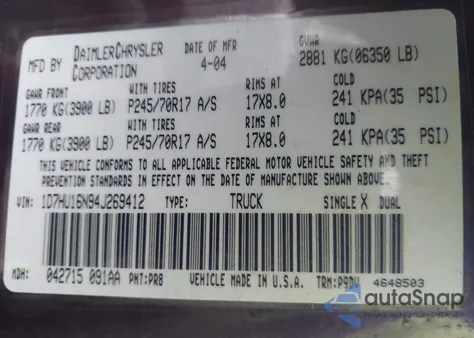 MFD BY DAIMLERCHRYSLER CORPORATION DATE OF MFR 4-04 GVWR 2881 KG(06350 LB)
GAWR FRONT WITH TIRES RIMS AT COLD
1770 KG(3900 LB) P245/70R17 A/S 17X8.0 241 KPA(35 PSI)
GAWR REAR WITH TIRES RIMS AT COLD
1770 KG(3900 LB) P245/70R17 A/S 17X8.0 241 KPA(35 PSI)
THIS VEHICLE CONFORMS TO ALL APPLICABLE FEDERAL MOTOR VEHICLE SAFETY AND THEFT
PREVENTION STANDARDS IN EFFECT ON THE DATE OF MANUFACTURE SHOWN ABOVE.
VIN: 1D7HU16N94J269412 TYPE: TRUCK SINGLE X DUAL
MDH: 042715 091AA PNT:PR8 VEHICLE MADE IN U.S.A. 4648503
autoSnap